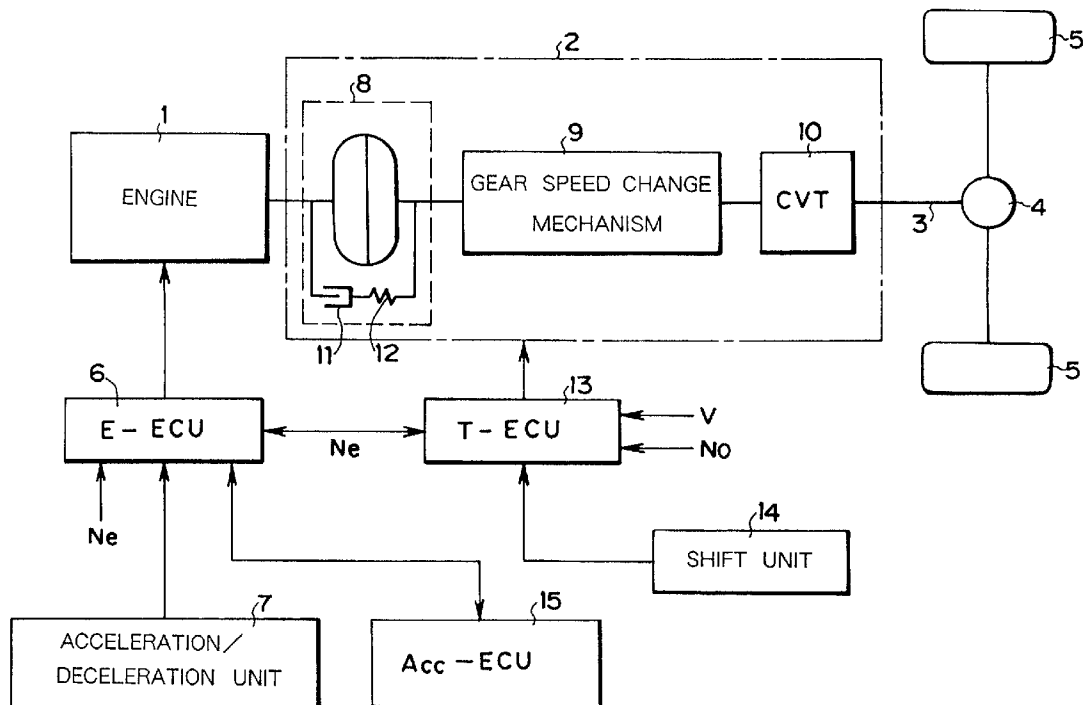 2
5
8
1
9
10
ENGINE
GEAR SPEED CHANGE
MECHANISM
CVT
3
4
11
12
5
6
13
E-ECU
Ne
T-ECU
V
No
Ne
14
SHIFT UNIT
7
15
ACCELERATION/
DECELERATION UNIT
Acc-ECU